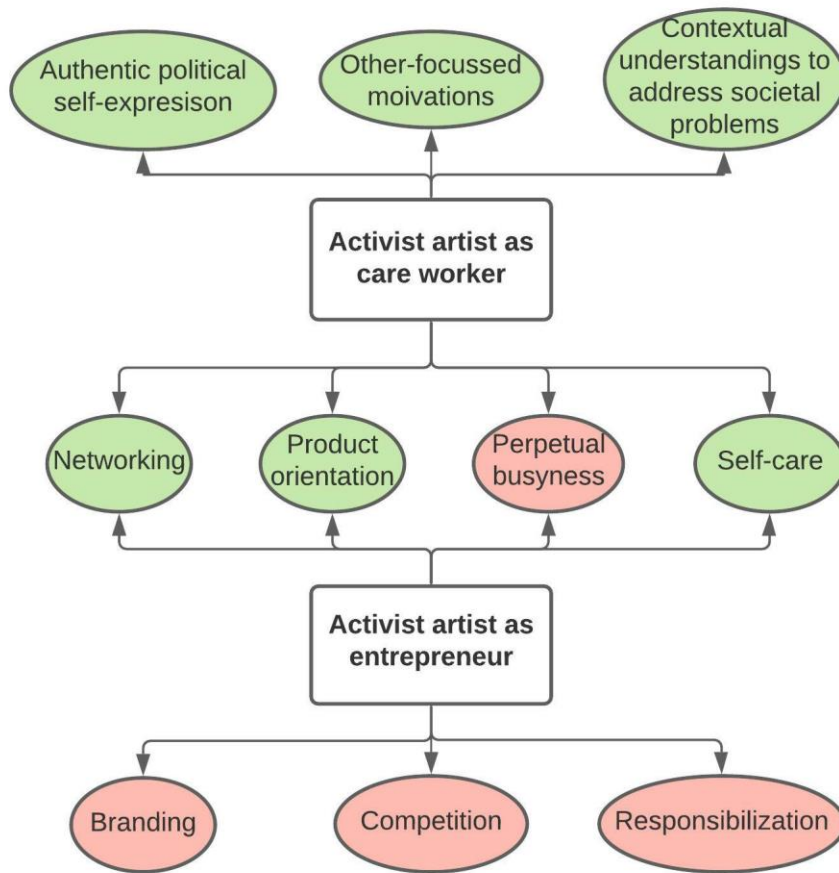 Authentic political
self-expresison
Other-focussed
moivations
Contextual
understandings to
address societal
problems
Activist artist as
care worker
Networking
Product
orientation
Perpetual
busyness
Self-care
Activist artist as
entrepreneur
Branding
Competition
Responsibilization